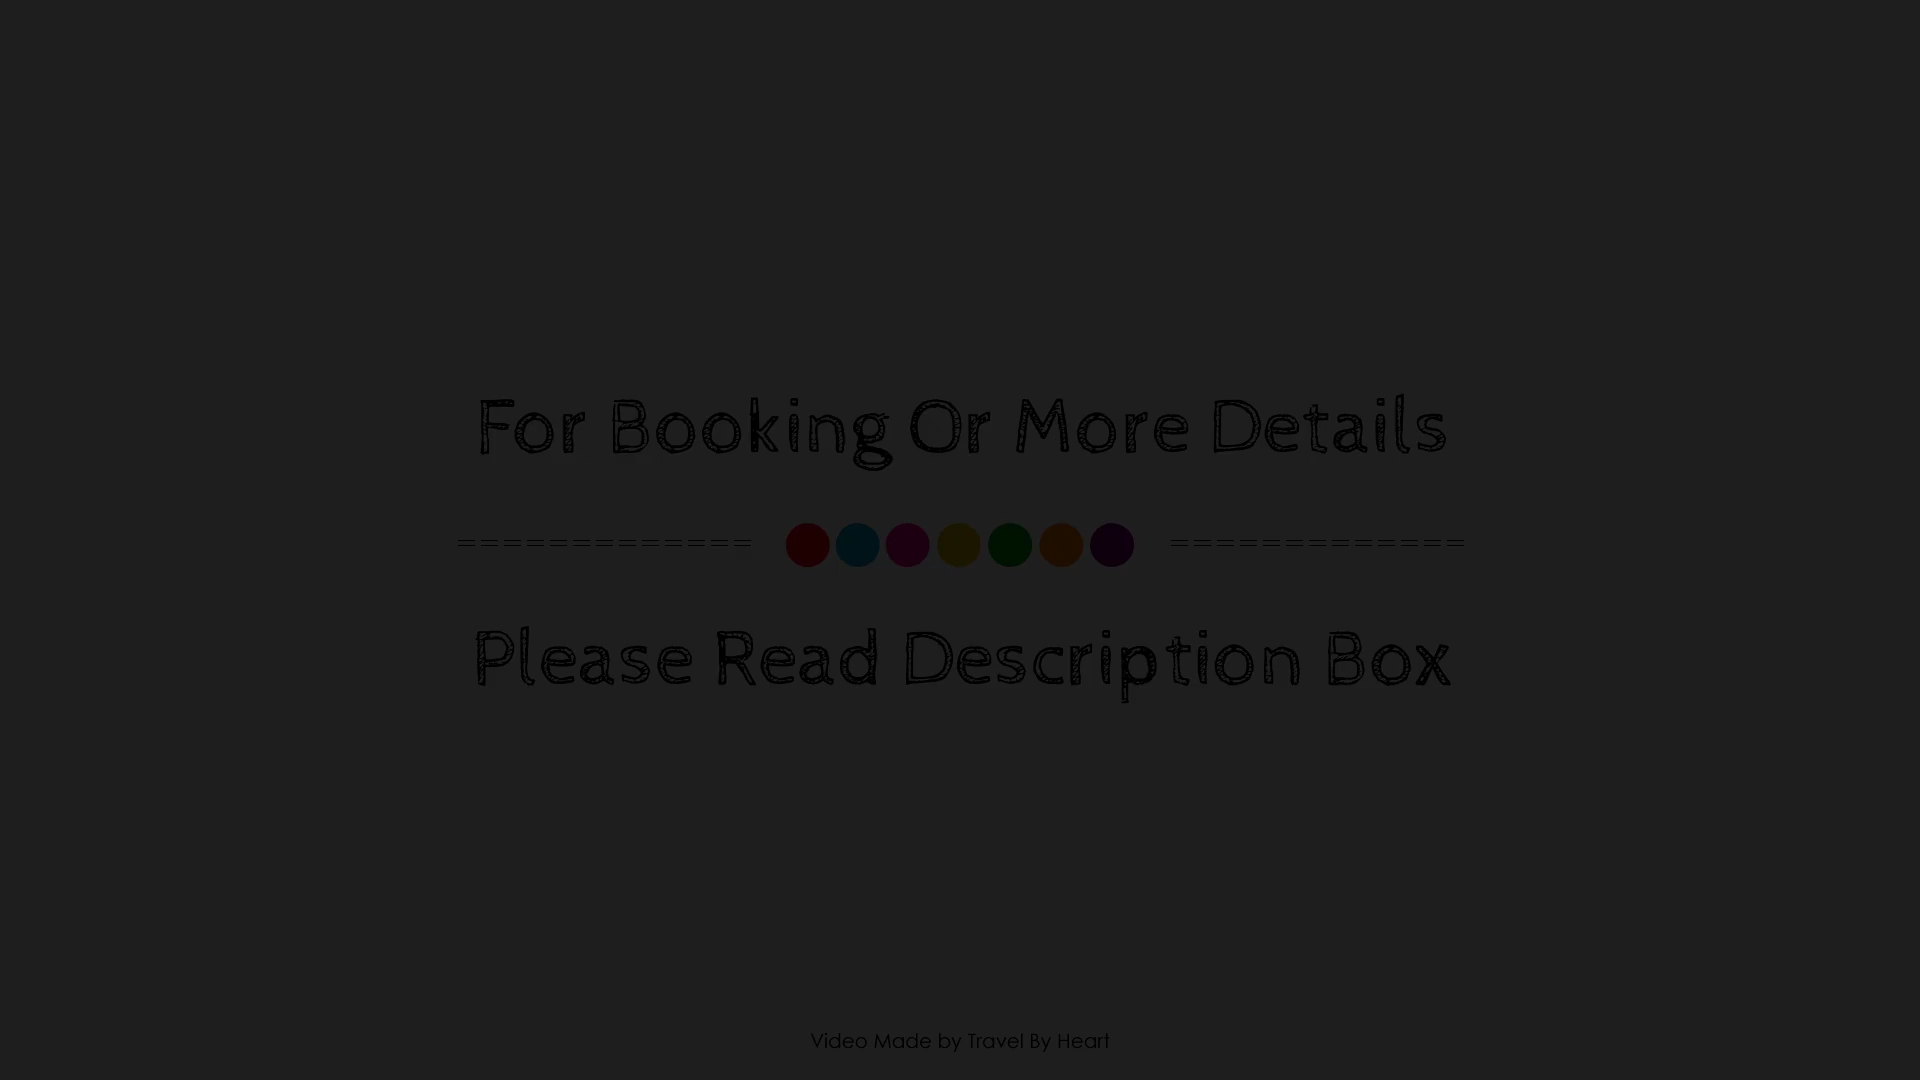 For Booking Or More Details
============= =============
Please Read Description Box
Video Made by Travel By Heart